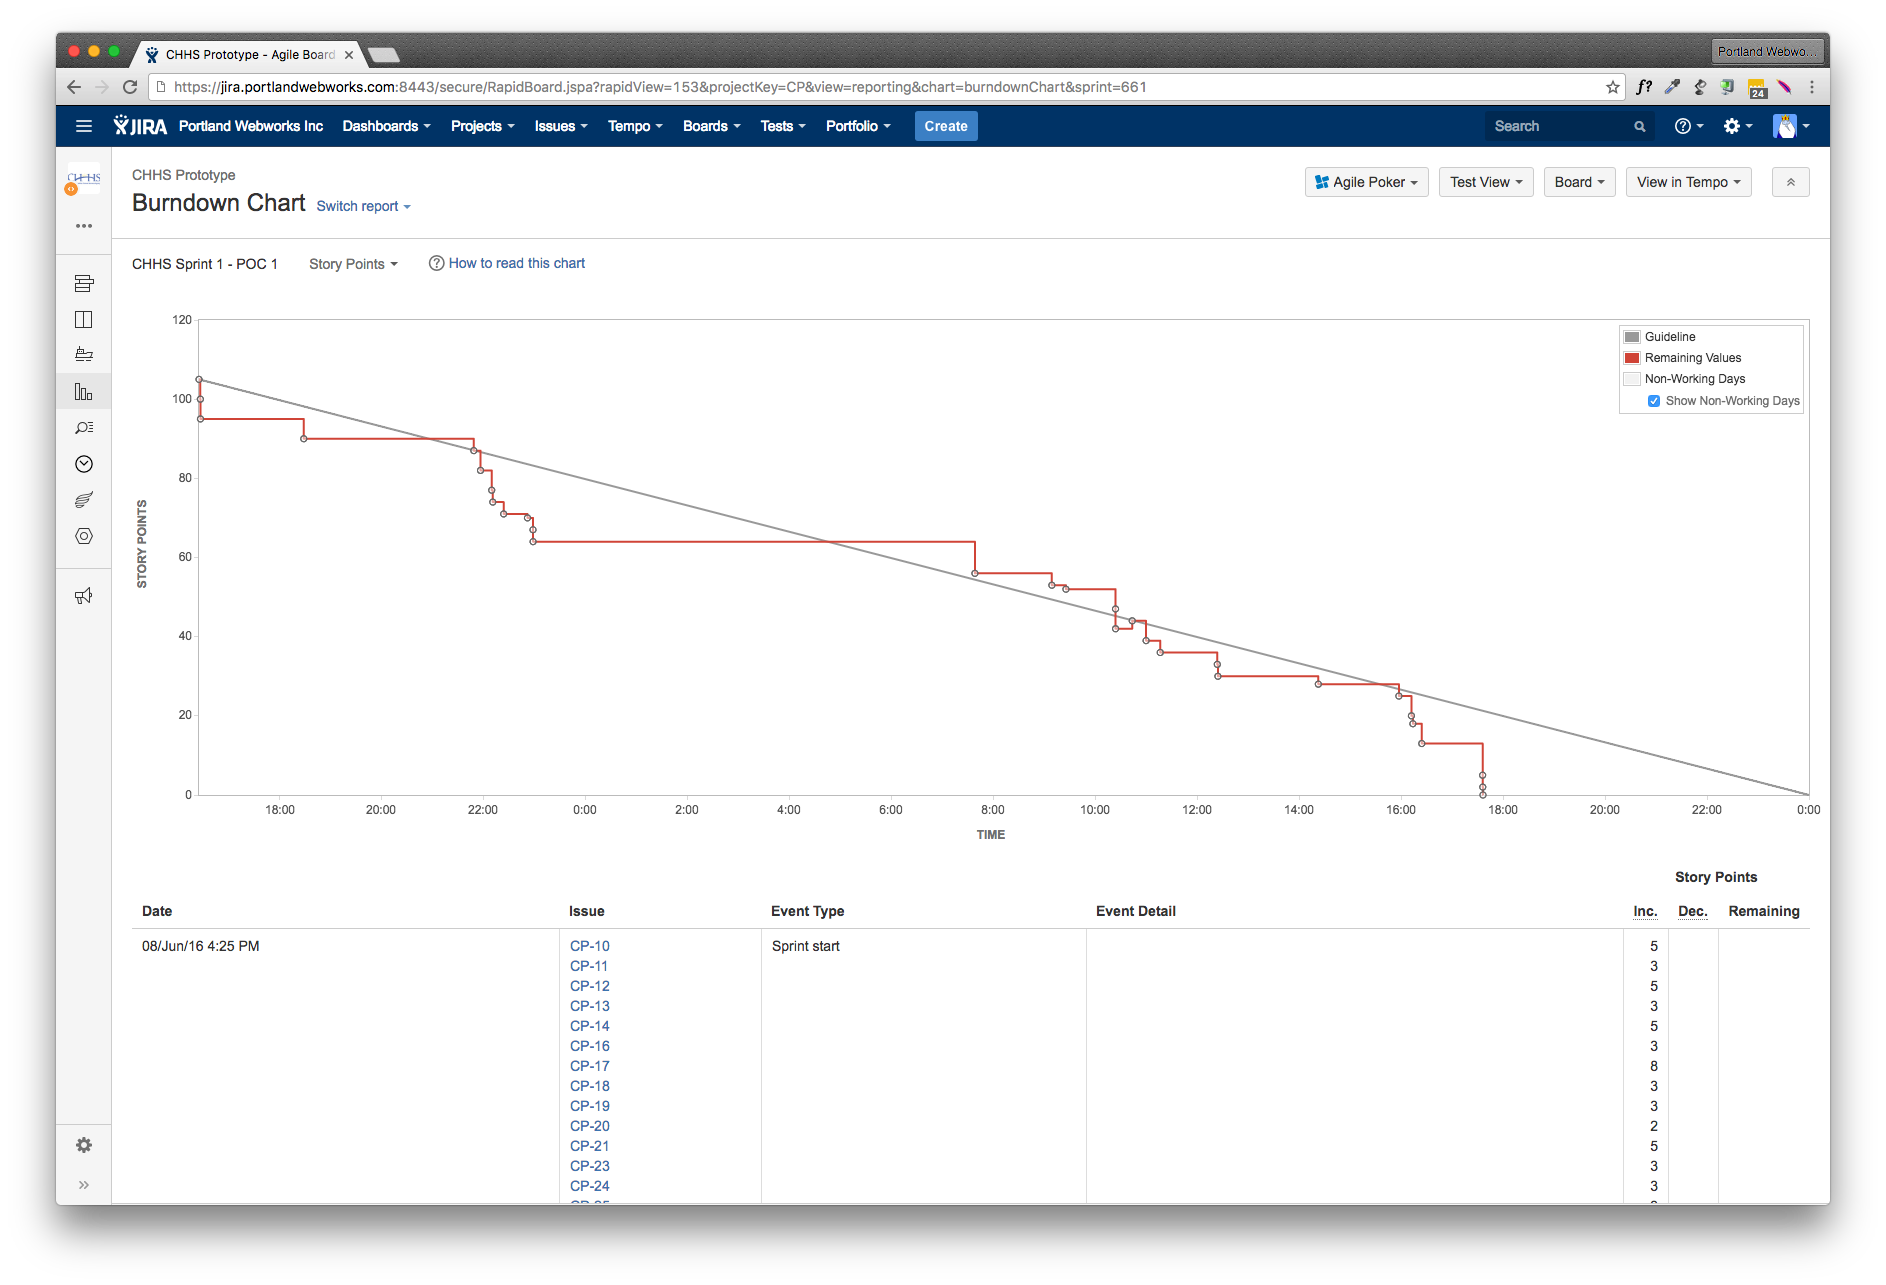 CHHS Prototype - Agile Board
Portland Webwo...
https://jira.portlandwebworks.com:8443/secure/RapidBoard.jspa?rapidView=153&projectKey=CP&view=reporting&chart=burndownChart&sprint=661
f?
24
JIRA Portland Webworks Inc Dashboards Projects Issues Tempo Boards Tests Portfolio Create Search
CHHS
CHHS Prototype
Burndown Chart Switch report
Agile Poker Test View Board View in Tempo
CHHS Sprint 1 - POC 1 Story Points How to read this chart
120
100
80
60
40
20
0
STORY POINTS
Guideline
Remaining Values
Non-Working Days
Show Non-Working Days
18:00 20:00 22:00 0:00 2:00 4:00 6:00 8:00 10:00 12:00 14:00 16:00 18:00 20:00 22:00 0:00
TIME
Story Points
Date Issue Event Type Event Detail Inc. Dec. Remaining
08/Jun/16 4:25 PM CP-10 Sprint start 5
CP-11 3
CP-12 5
CP-13 3
CP-14 5
CP-16 3
CP-17 8
CP-18 3
CP-19 3
CP-20 2
CP-21 5
CP-23 3
CP-24 3